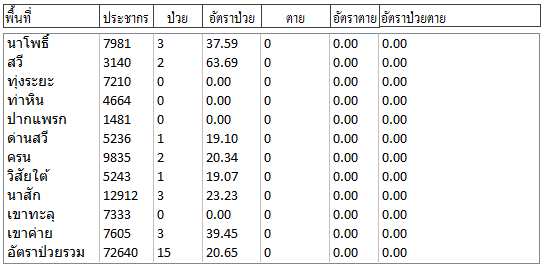 พื้นที่ ประชากร ป่วย อัตราป่วย ตาย อัตราตาย อัตราป่วยตาย
นาโพธิ์ 7981 3 37.59 0 0.00 0.00
สวี 3140 2 63.69 0 0.00 0.00
ทุ่งระยะ 7210 0 0.00 0 0.00 0.00
ท่าหิน 4664 0 0.00 0 0.00 0.00
ปากแพรก 1481 0 0.00 0 0.00 0.00
ด่านสวี 5236 1 19.10 0 0.00 0.00
ครน 9835 2 20.34 0 0.00 0.00
วิสัยใต้ 5243 1 19.07 0 0.00 0.00
นาสัก 12912 3 23.23 0 0.00 0.00
เขาทะลุ 7333 0 0.00 0 0.00 0.00
เขาค่าย 7605 3 39.45 0 0.00 0.00
อัตราป่วยรวม 72640 15 20.65 0 0.00 0.00